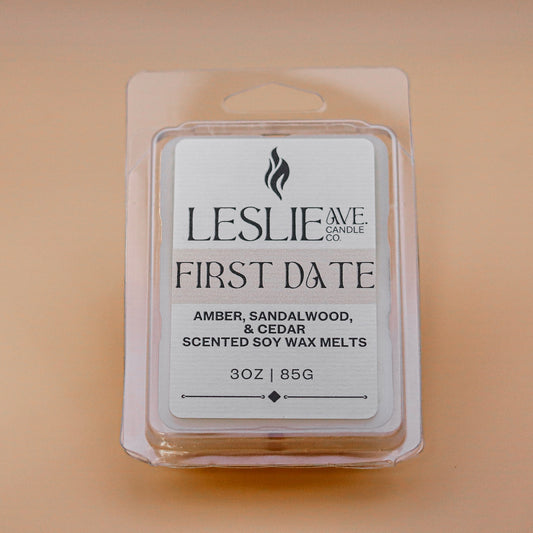 LESLIE AVE. CANDLE CO.
FIRST DATE
AMBER, SANDALWOOD,
& CEDAR
SCENTED SOY WAX MELTS
3OZ | 85G